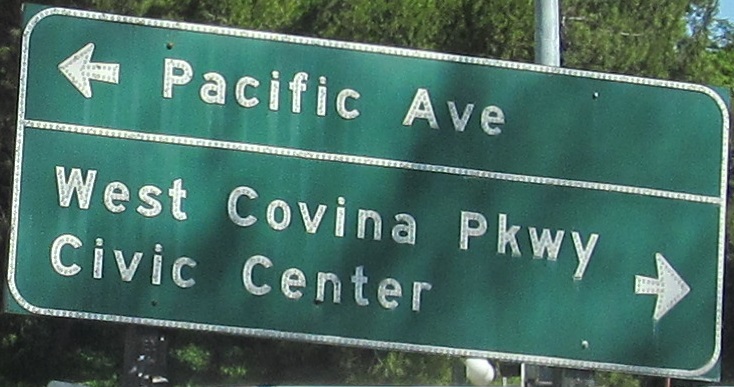 Pacific Ave
West Covina Pkwy
Civic Center